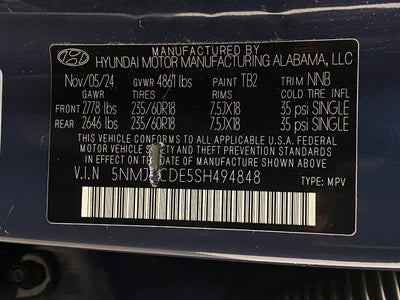 MANUFACTURED BY
HYUNDAI MOTOR MANUFACTURING ALABAMA, LLC
Nov/05/24 GVWR 4861 lbs PAINT TB2 TRIM NNB
GAWR TIRES RIMS COLD TIRE INFL
FRONT 2778 lbs 235/60R18 7.5JX18 35 psi SINGLE
REAR 2646 lbs 235/60R18 7.5JX18 35 psi SINGLE
THIS VEHICLE CONFORMS TO ALL APPLICABLE U.S.A. FEDERAL
MOTOR VEHICLE SAFETY AND THEFT PREVENTION STANDARDS
IN EFFECT ON THE DATE OF MANUFACTURE SHOWN ABOVE.
V.I.N TYPE: MPV